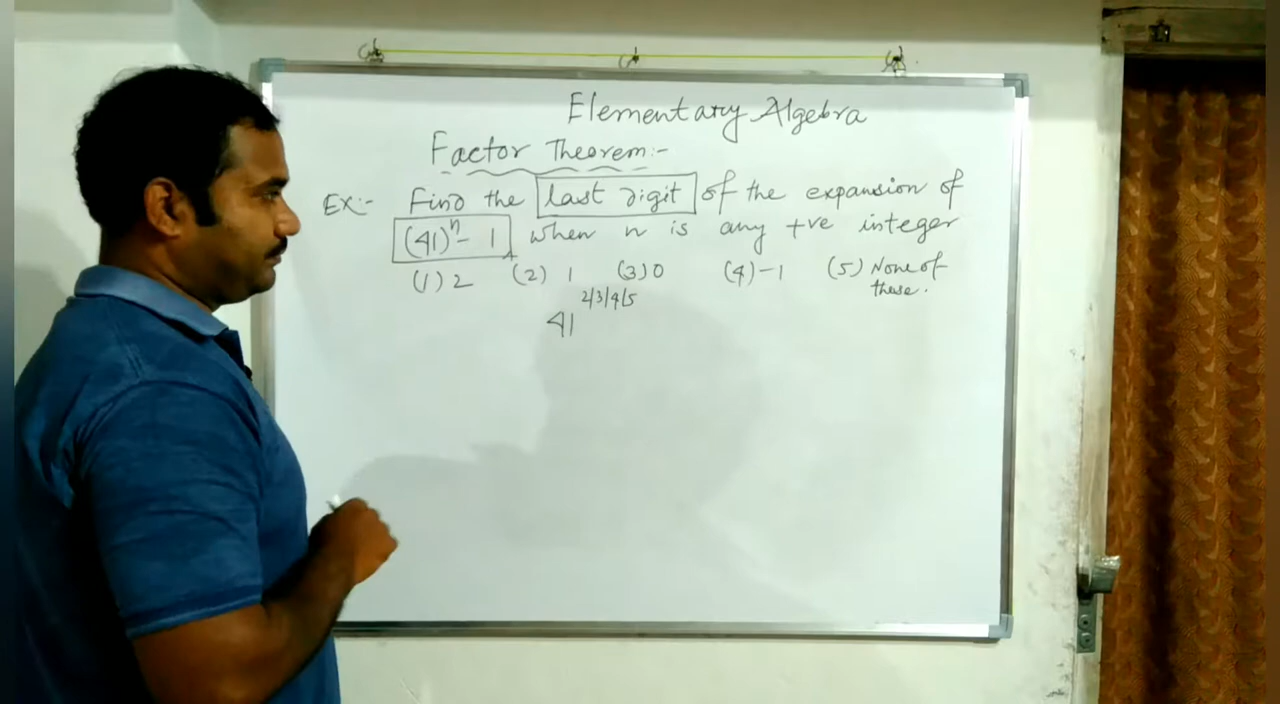 Elementary Algebra
Factor Theorem:-
EX:- Find the last digit of the expansion of
(41)^n - 1 when n is any +ve integer
(1) 2 (2) 1 (3) 0 (4) -1 (5) None of
these.
41^2/3/4/5